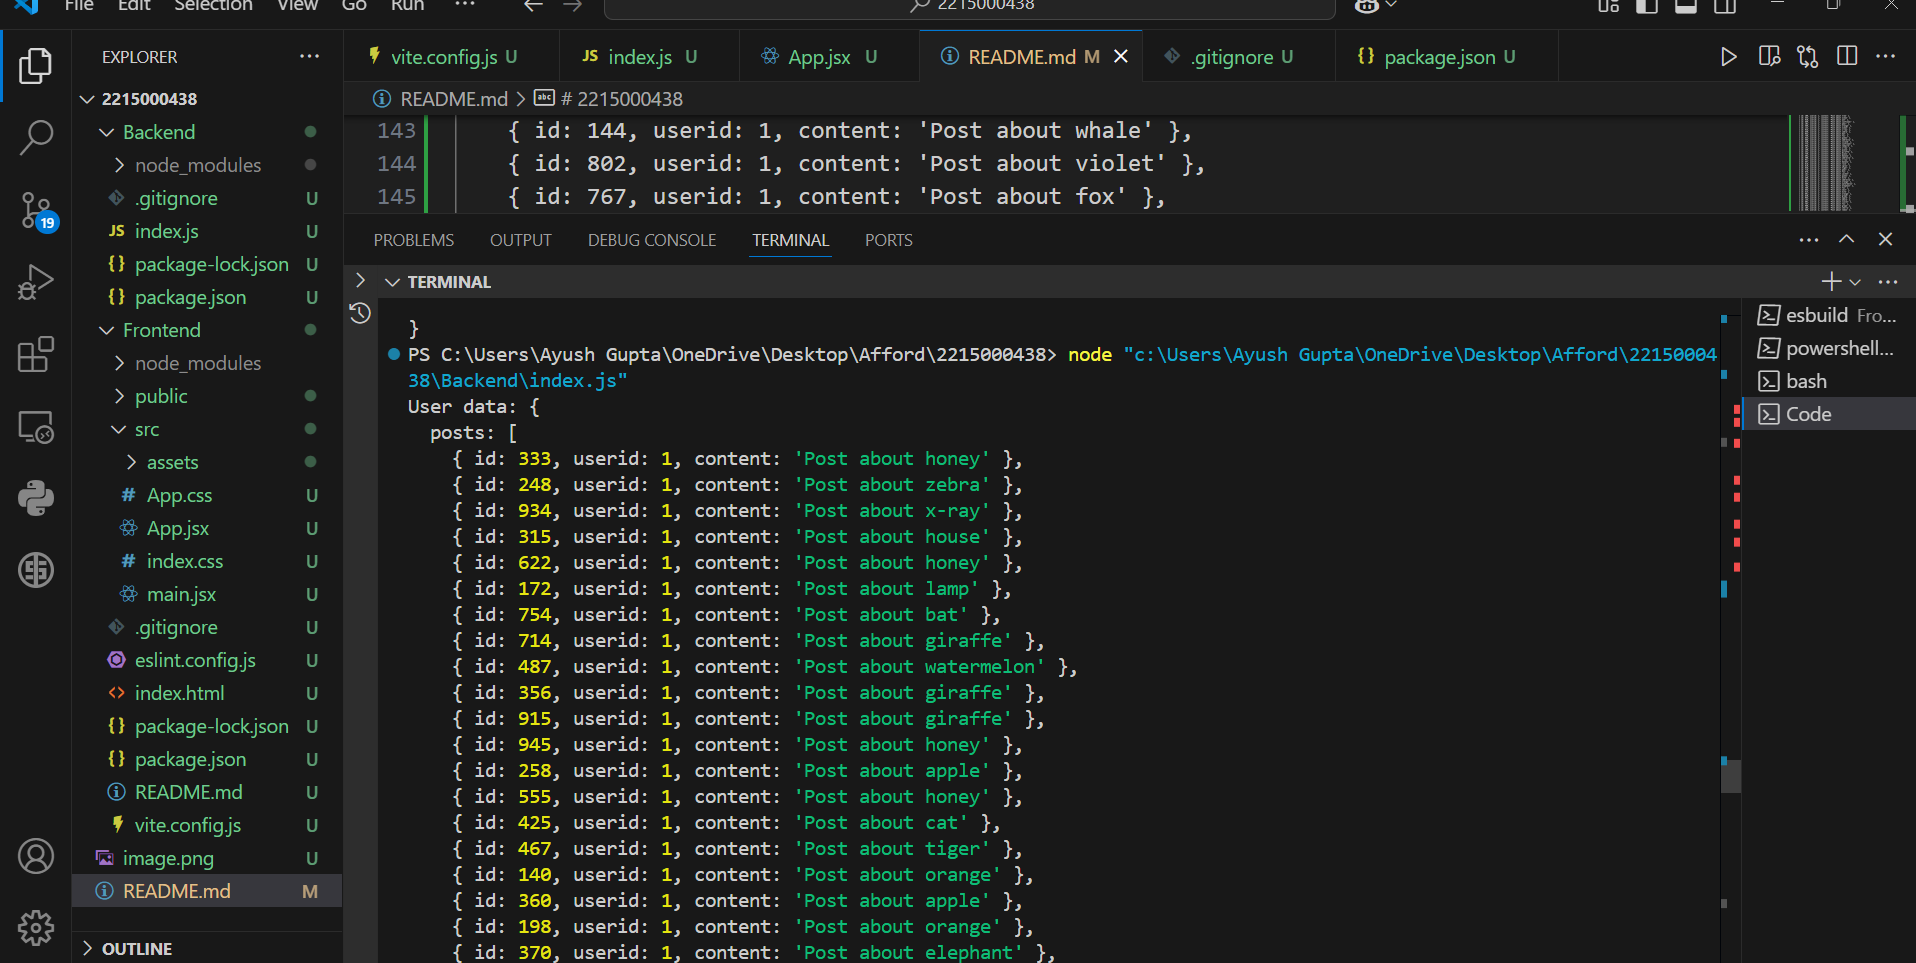 File Edit Selection View Go Run ··· 2215000438
EXPLORER ···
2215000438
Backend
node_modules
.gitignore U
JS index.js U
{} package-lock.json U
{} package.json U
Frontend
node_modules
public
src
assets
# App.css U
App.jsx U
# index.css U
main.jsx U
.gitignore U
eslint.config.js U
<> index.html U
{} package-lock.json U
{} package.json U
README.md U
vite.config.js U
image.png U
README.md M
OUTLINE
19
vite.config.js U JS index.js U App.jsx U README.md M .gitignore U {} package.json U
README.md > abc # 2215000438
143 { id: 144, userid: 1, content: 'Post about whale' },
144 { id: 802, userid: 1, content: 'Post about violet' },
145 { id: 767, userid: 1, content: 'Post about fox' },
PROBLEMS OUTPUT DEBUG CONSOLE TERMINAL PORTS
TERMINAL
}
PS C:\Users\Ayush Gupta\OneDrive\Desktop\Afford\2215000438> node "c:\Users\Ayush Gupta\OneDrive\Desktop\Afford\22150004
38\Backend\index.js"
User data: {
posts: [
{ id: 333, userid: 1, content: 'Post about honey' },
{ id: 248, userid: 1, content: 'Post about zebra' },
{ id: 934, userid: 1, content: 'Post about x-ray' },
{ id: 315, userid: 1, content: 'Post about house' },
{ id: 622, userid: 1, content: 'Post about honey' },
{ id: 172, userid: 1, content: 'Post about lamp' },
{ id: 754, userid: 1, content: 'Post about bat' },
{ id: 714, userid: 1, content: 'Post about giraffe' },
{ id: 487, userid: 1, content: 'Post about watermelon' },
{ id: 356, userid: 1, content: 'Post about giraffe' },
{ id: 915, userid: 1, content: 'Post about giraffe' },
{ id: 945, userid: 1, content: 'Post about honey' },
{ id: 258, userid: 1, content: 'Post about apple' },
{ id: 555, userid: 1, content: 'Post about honey' },
{ id: 425, userid: 1, content: 'Post about cat' },
{ id: 467, userid: 1, content: 'Post about tiger' },
{ id: 140, userid: 1, content: 'Post about orange' },
{ id: 360, userid: 1, content: 'Post about apple' },
{ id: 198, userid: 1, content: 'Post about orange' },
{ id: 370, userid: 1, content: 'Post about elephant' },
esbuild Fro...
powershell...
bash
Code